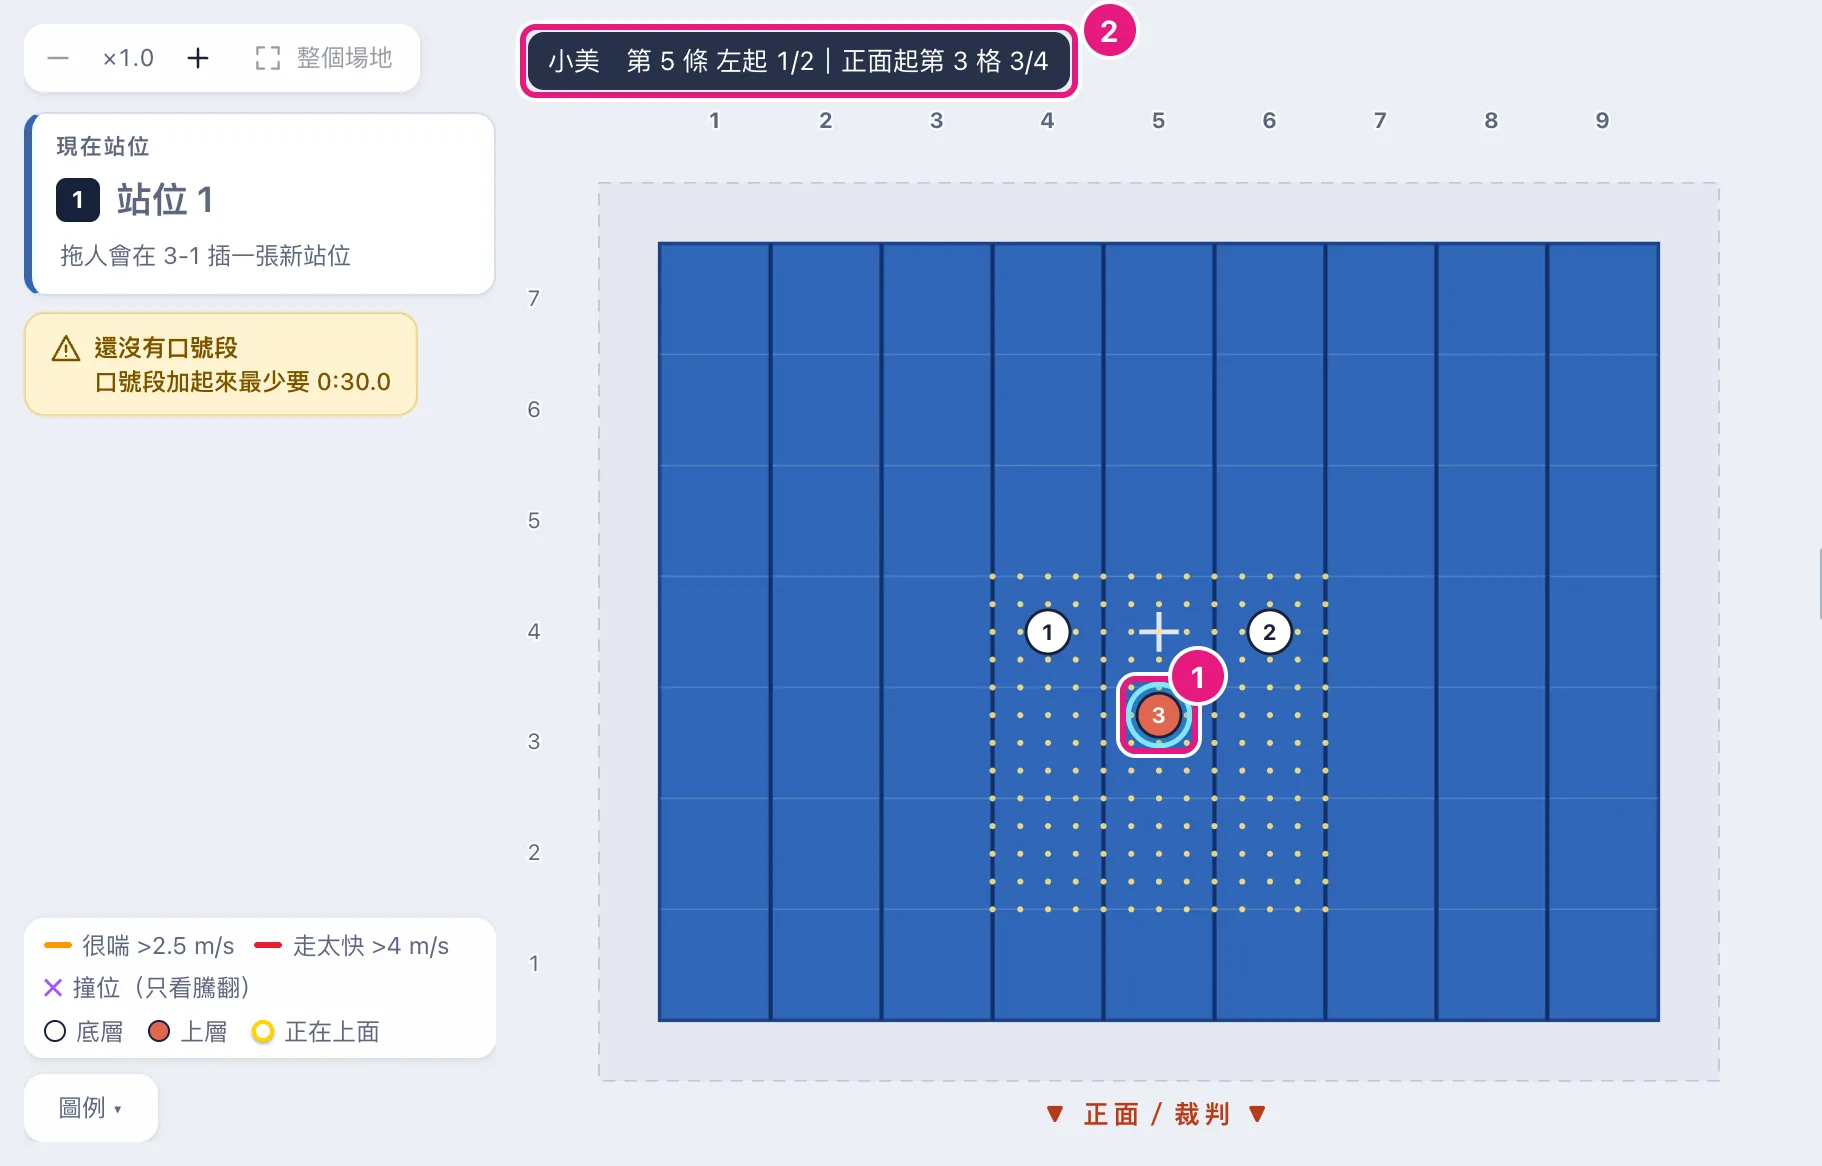 ×1.0
整個場地
小美 第 5 條 左起 1/2｜正面起第 3 格 3/4
2
現在站位
1 站位 1
拖人會在 3-1 插一張新站位
還沒有口號段
口號段加起來最少要 0:30.0
1 2 3 4 5 6 7 8 9
7
6
5
4
3
2
1
1
2
1
3
很喘 >2.5 m/s
走太快 >4 m/s
撞位（只看騰翻）
底層
上層
正在上面
圖例 ▾
▼ 正面 / 裁判 ▼